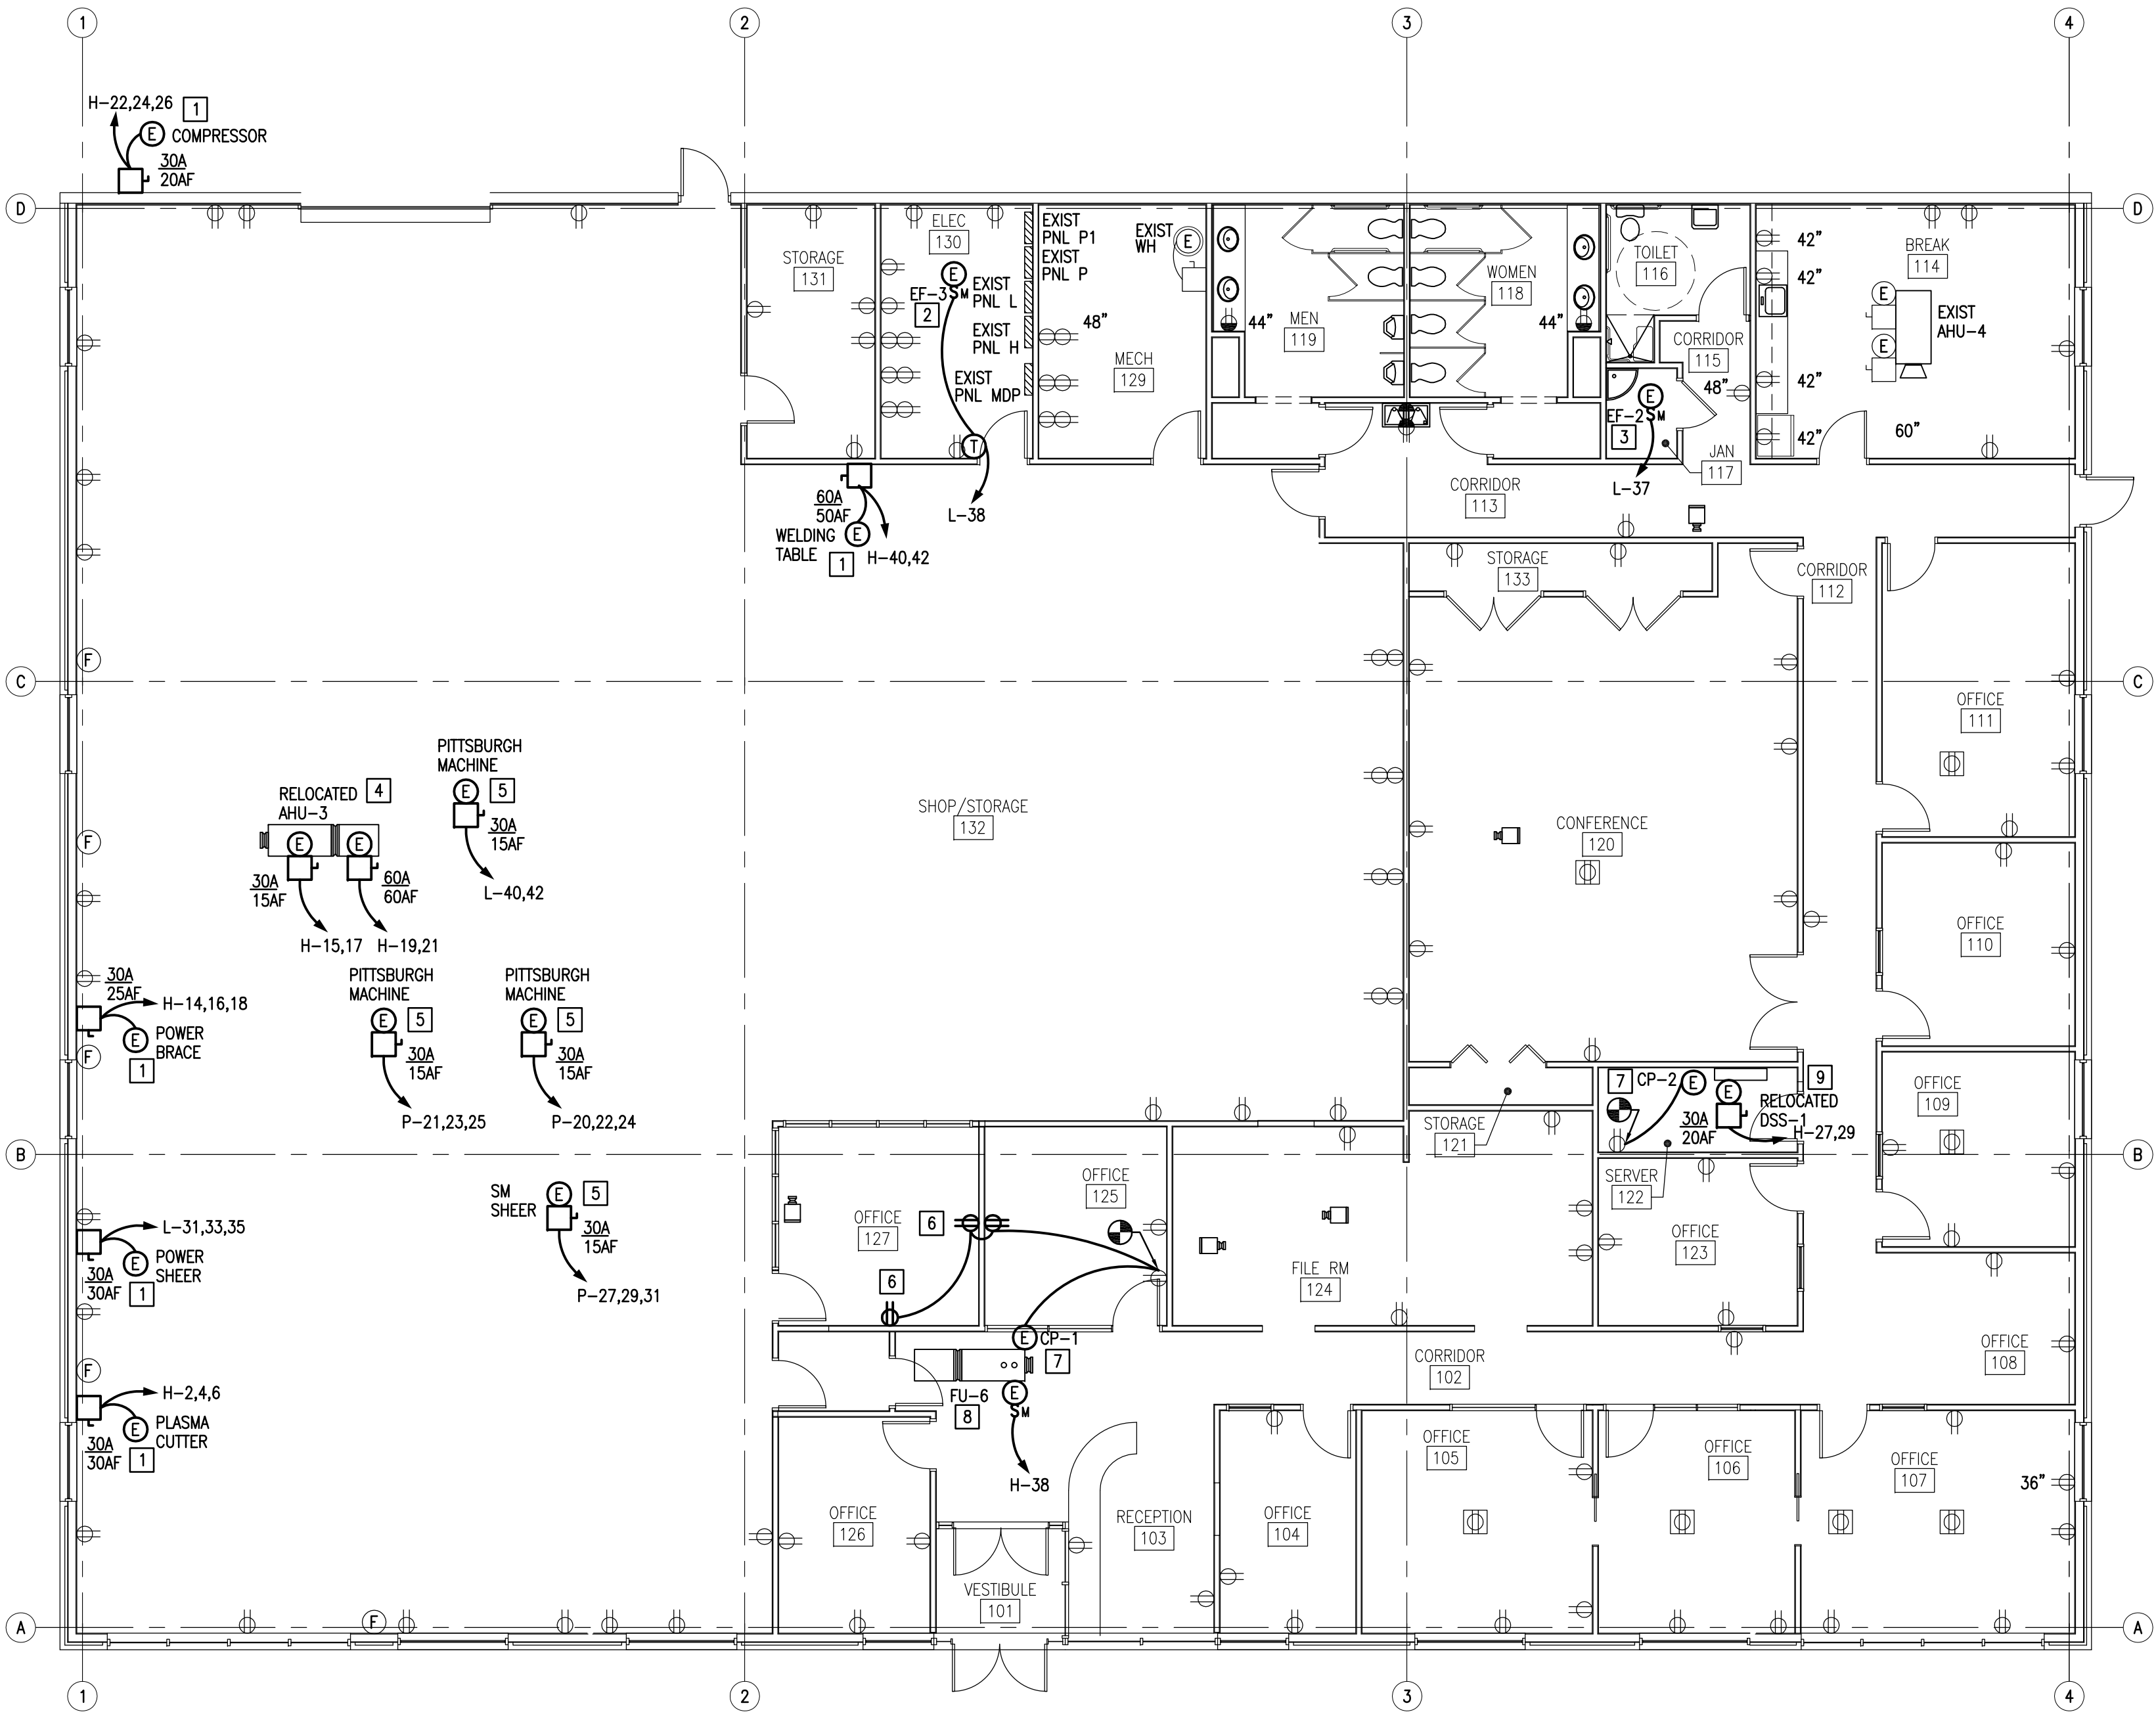 1
2
3
4
H-22,24,26
1
E
COMPRESSOR
30A
20AF
D
D
STORAGE
131
ELEC
130
E
EF-3
SM
2
EXIST
PNL P1
EXIST
PNL P
EXIST
PNL L
EXIST
PNL H
EXIST
PNL MDP
T
L-38
EXIST
WH
E
48"
MECH
129
44"
MEN
119
WOMEN
118
44"
TOILET
116
CORRIDOR
115
48"
E
EF-2
SM
3
L-37
JAN
117
42"
42"
42"
42"
BREAK
114
E
E
EXIST
AHU-4
60"
60A
50AF
WELDING
TABLE
E
1
H-40,42
CORRIDOR
113
STORAGE
133
CORRIDOR
112
F
C
C
OFFICE
111
PITTSBURGH
MACHINE
E
5
30A
15AF
L-40,42
RELOCATED
AHU-3
4
E
E
30A
15AF
60A
60AF
H-15,17
H-19,21
F
SHOP/STORAGE
132
CONFERENCE
120
OFFICE
110
30A
25AF
H-14,16,18
E
POWER
BRACE
1
F
PITTSBURGH
MACHINE
E
5
30A
15AF
P-21,23,25
PITTSBURGH
MACHINE
E
5
30A
15AF
P-20,22,24
7
CP-2
E
E
9
RELOCATED
DSS-1
30A
20AF
H-27,29
OFFICE
109
STORAGE
121
B
B
SERVER
122
SM
SHEER
E
5
30A
15AF
P-27,29,31
L-31,33,35
E
POWER
SHEER
30A
30AF
1
OFFICE
127
6
6
OFFICE
125
FILE RM
124
OFFICE
123
F
H-2,4,6
E
PLASMA
CUTTER
30A
30AF
1
E
CP-1
7
FU-6
8
E
SM
H-38
CORRIDOR
102
OFFICE
108
OFFICE
126
RECEPTION
103
OFFICE
104
OFFICE
105
OFFICE
106
OFFICE
107
36"
VESTIBULE
101
F
A
A
1
2
3
4